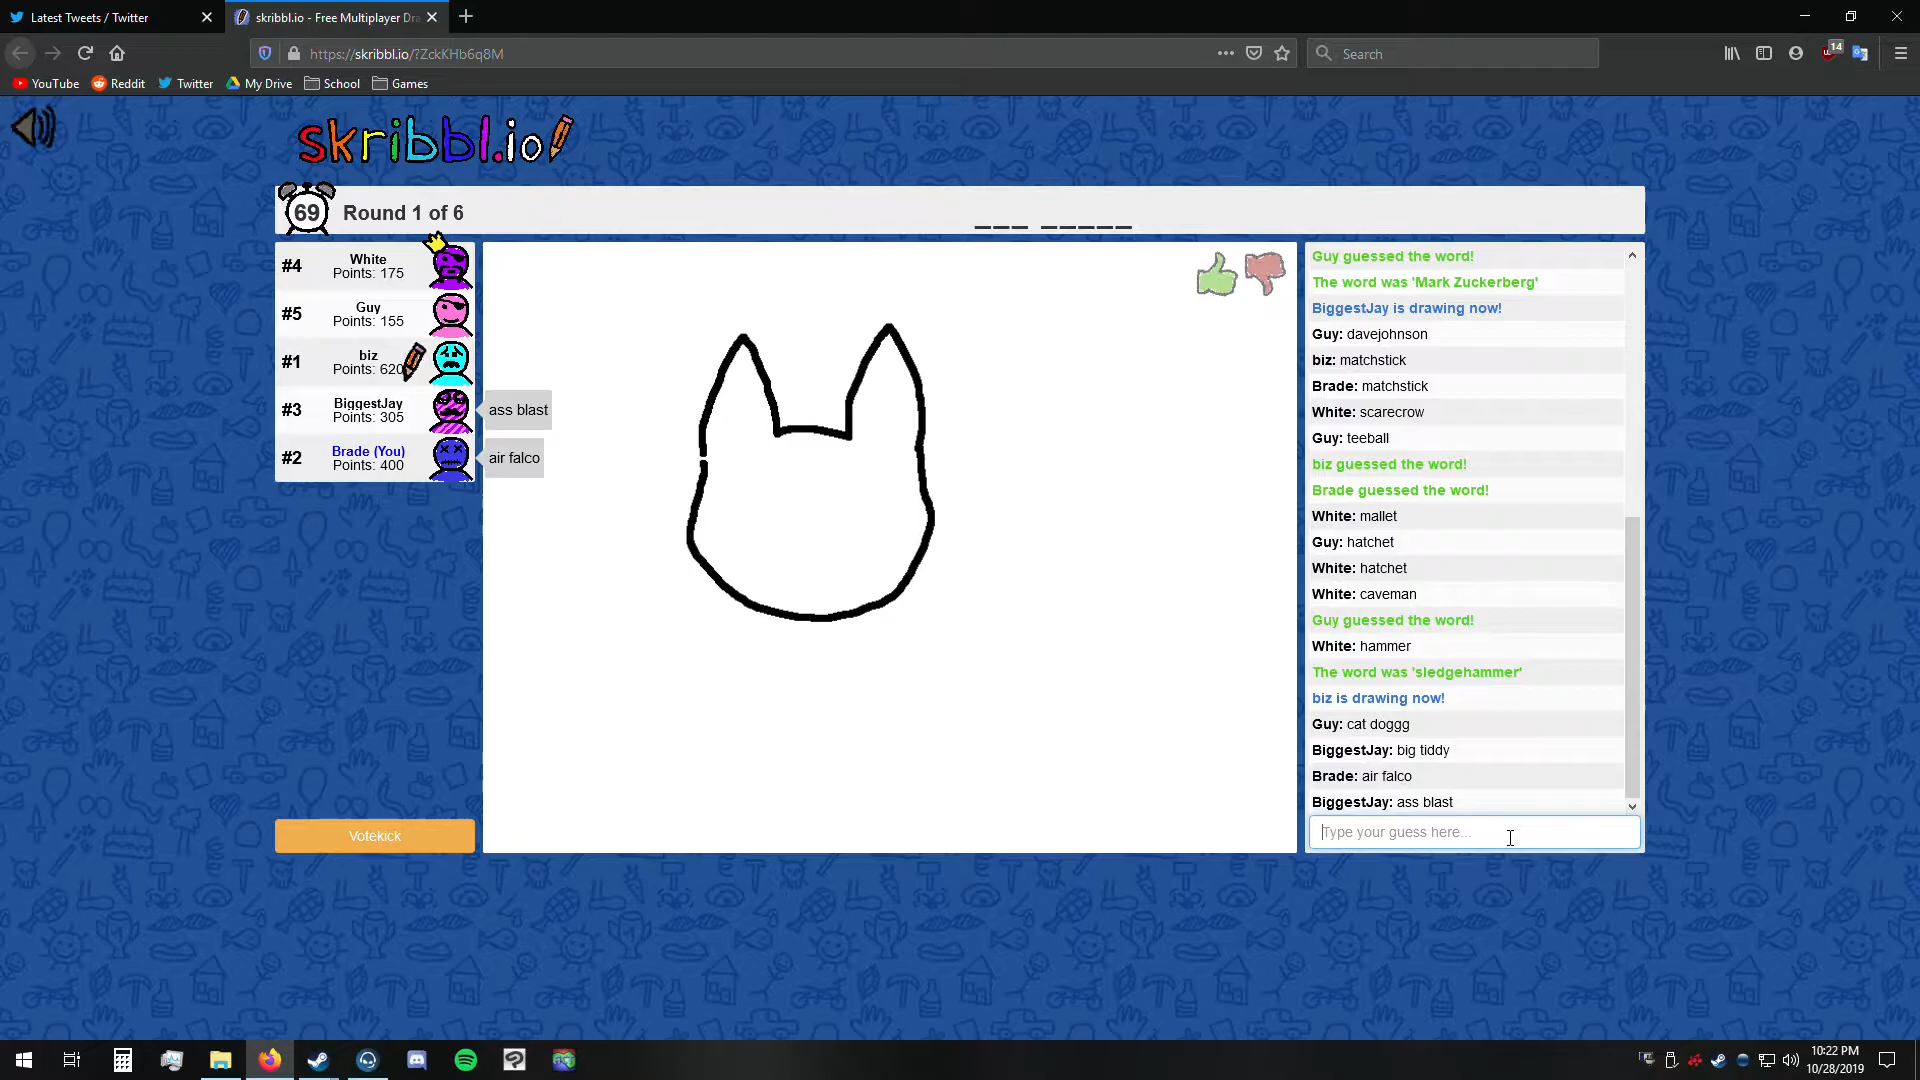 Latest Tweets / Twitter
skribbl.io - Free Multiplayer Dra
https://skribbl.io/?ZckKHb6q8M
Search
14
YouTube
Reddit
Twitter
My Drive
School
Games
skribbl.io
69
Round 1 of 6
___ _____
#4
White
Points: 175
#5
Guy
Points: 155
#1
biz
Points: 620
#3
BiggestJay
Points: 305
ass blast
#2
Brade (You)
Points: 400
air falco
Votekick
Guy guessed the word!
The word was 'Mark Zuckerberg'
BiggestJay is drawing now!
Guy: davejohnson
biz: matchstick
Brade: matchstick
White: scarecrow
Guy: teeball
biz guessed the word!
Brade guessed the word!
White: mallet
Guy: hatchet
White: hatchet
White: caveman
Guy guessed the word!
White: hammer
The word was 'sledgehammer'
biz is drawing now!
Guy: cat doggg
BiggestJay: big tiddy
Brade: air falco
BiggestJay: ass blast
Type your guess here...
10:22 PM
10/28/2019